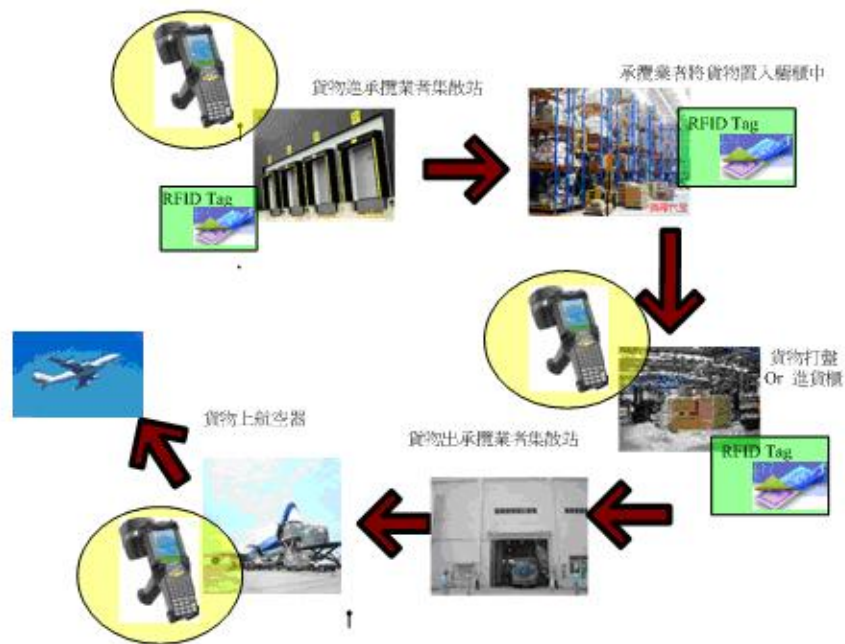 貨物進承攬業者集散站
承攬業者將貨物置入櫥櫃中
RFID Tag
RFID Tag
貨物打盤
Or 進貨櫃
RFID Tag
貨物出承攬業者集散站
貨物上航空器